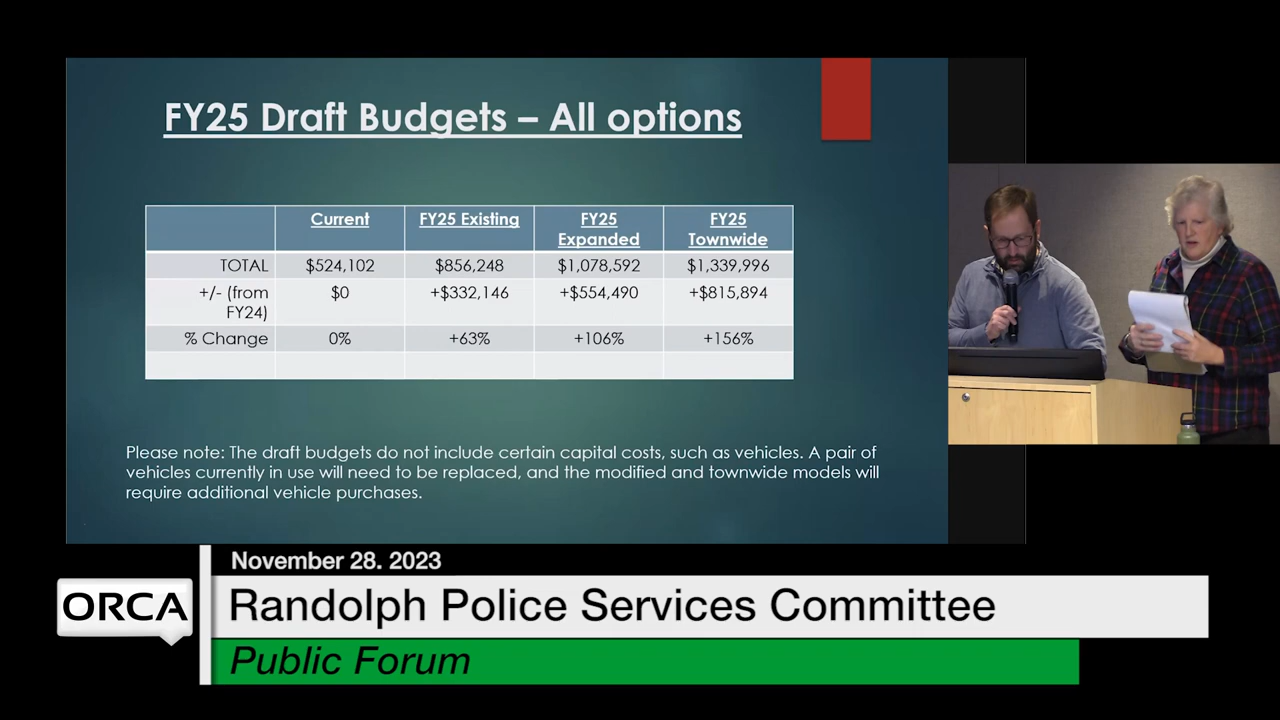 FY25 Draft Budgets – All options
Current FY25 Existing FY25 Expanded FY25 Townwide
TOTAL $524,102 $856,248 $1,078,592 $1,339,996
+/- (from FY24) $0 +$332,146 +$554,490 +$815,894
% Change 0% +63% +106% +156%
Please note: The draft budgets do not include certain capital costs, such as vehicles. A pair of
vehicles currently in use will need to be replaced, and the modified and townwide models will
require additional vehicle purchases.
November 28. 2023
ORCA
Randolph Police Services Committee
Public Forum